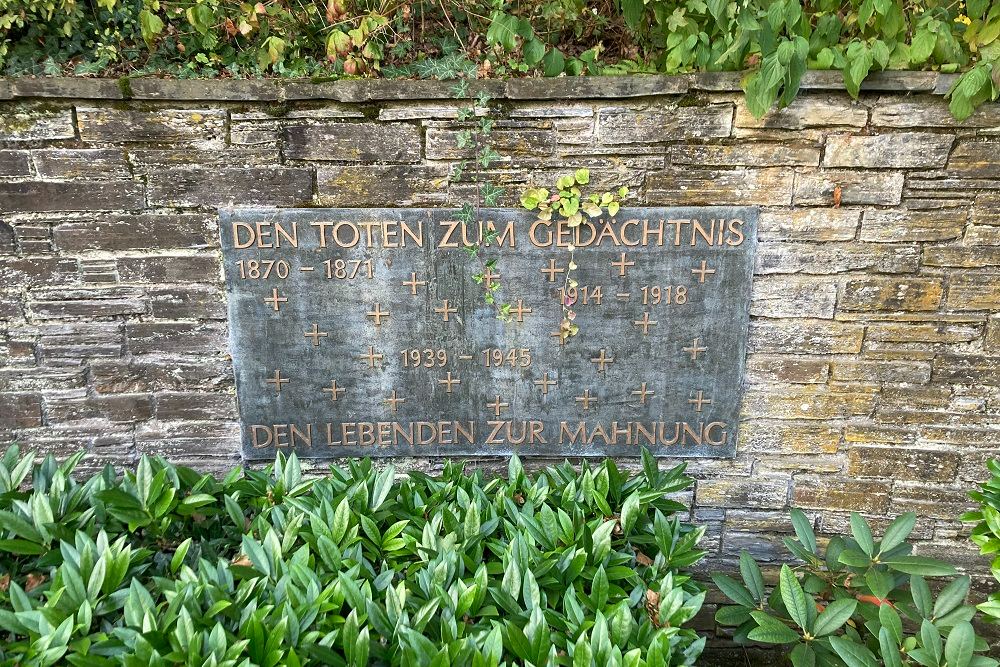 DEN TOTEN ZUM GEDÄCHTNIS
1870 – 1871
1914 – 1918
1939 – 1945
DEN LEBENDEN ZUR MAHNUNG